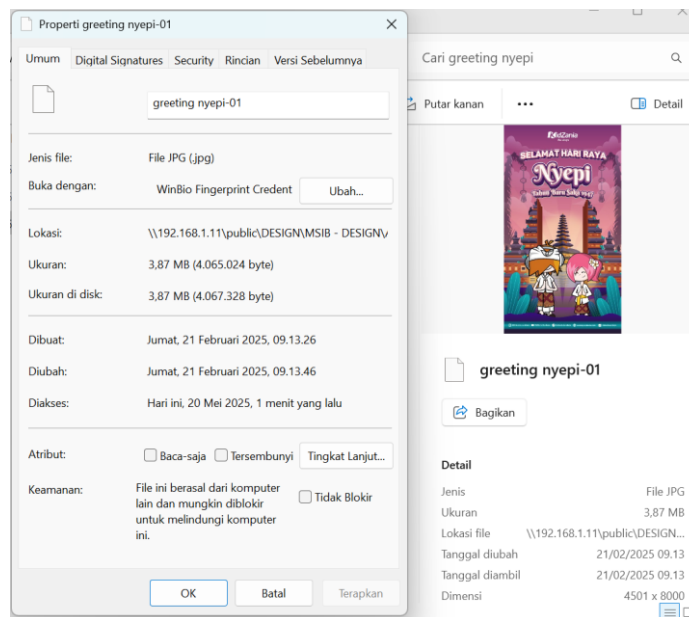 Properti greeting nyepi-01
Umum Digital Signatures Security Rincian Versi Sebelumnya
greeting nyepi-01
Jenis file: File JPG (.jpg)
Buka dengan: WinBio Fingerprint Credent Ubah...
Lokasi: \\192.168.1.11\public\DESIGN\MSIB - DESIGN\
Ukuran: 3,87 MB (4.065.024 byte)
Ukuran di disk: 3,87 MB (4.067.328 byte)
Dibuat: Jumat, 21 Februari 2025, 09.13.26
Diubah: Jumat, 21 Februari 2025, 09.13.46
Diakses: Hari ini, 20 Mei 2025, 1 menit yang lalu
Atribut: Baca-saja Tersembunyi Tingkat Lanjut...
Keamanan: File ini berasal dari komputer
lain dan mungkin diblokir
untuk melindungi komputer
ini.
Tidak Blokir
OK Batal Terapkan
Cari greeting nyepi
Putar kanan ... Detail
KidZania
SELAMAT HARI RAYA
Nyepi
Tahun Baru Saka 1947
greeting nyepi-01
Bagikan
Detail
Jenis File JPG
Ukuran 3,87 MB
Lokasi file \\192.168.1.11\public\DESIGN...
Tanggal diubah 21/02/2025 09.13
Tanggal diambil 21/02/2025 09.13
Dimensi 4501 x 8000